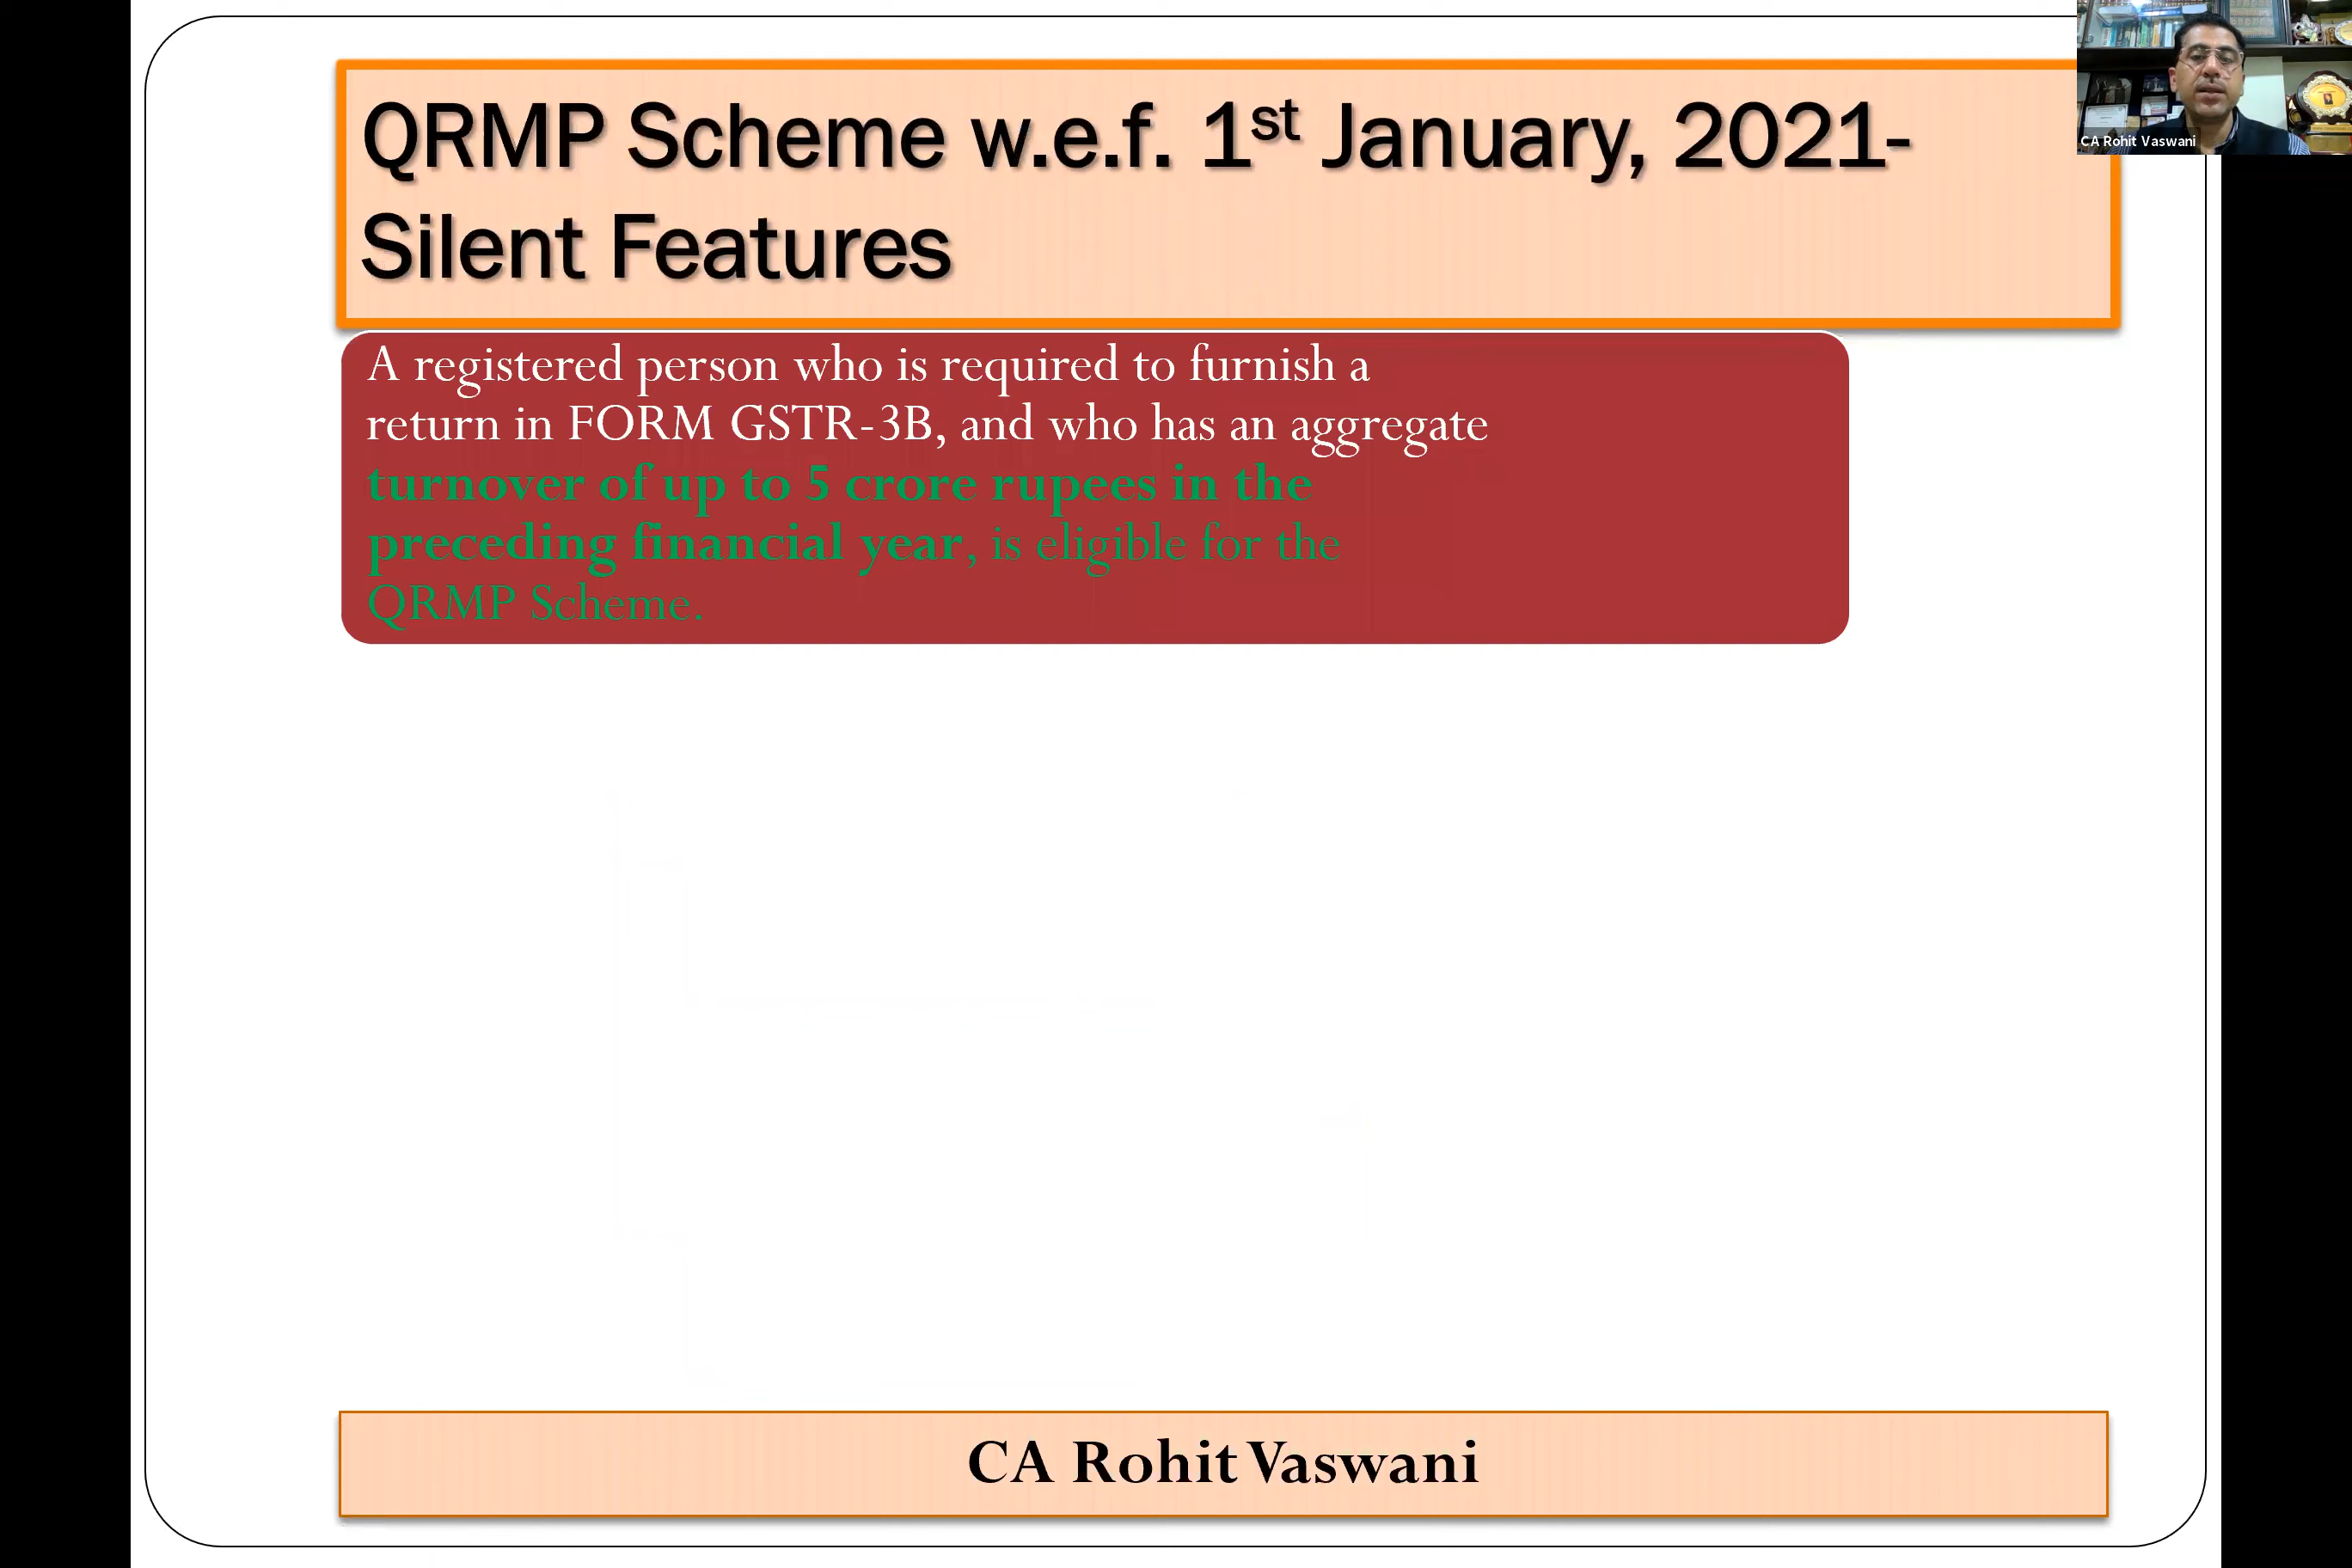 QRMP Scheme w.e.f. 1st January, 2021-
Silent Features
CA Rohit Vaswani
A registered person who is required to furnish a
return in FORM GSTR-3B, and who has an aggregate
turnover of up to 5 crore rupees in the
preceding financial year, is eligible for the
QRMP Scheme.
CA Rohit Vaswani